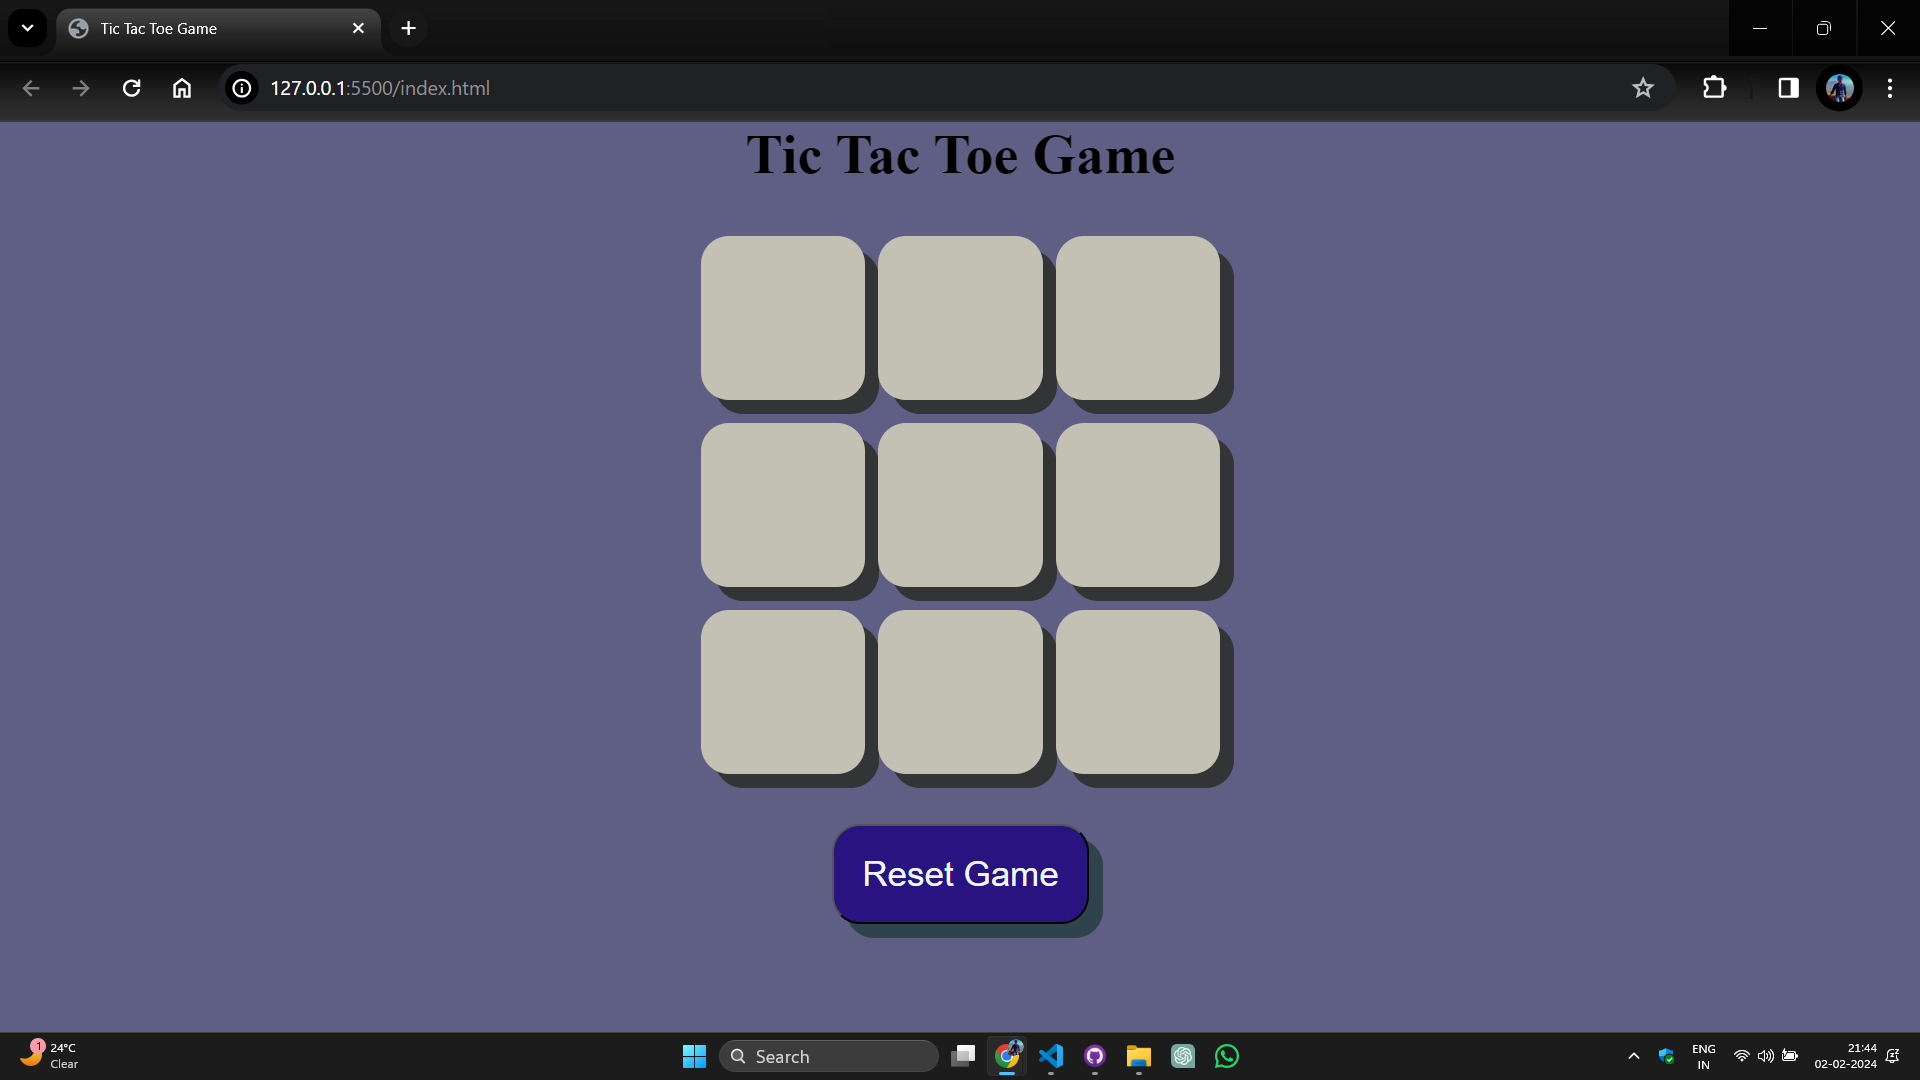 Tic Tac Toe Game
127.0.0.1:5500/index.html
Tic Tac Toe Game
Reset Game
1
24°C
Clear
Search
ENG
IN
21:44
02-02-2024